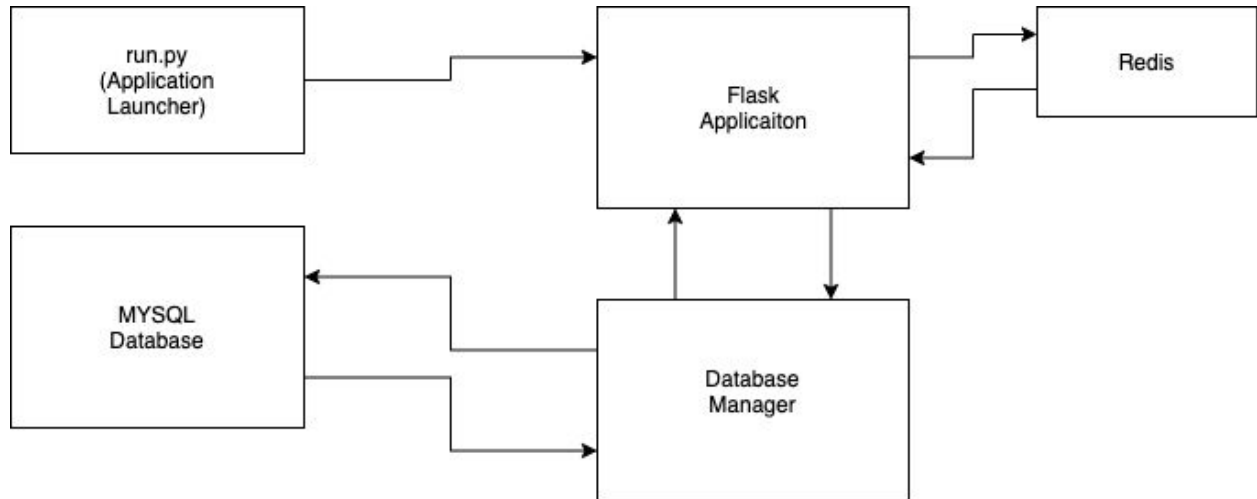 run.py
(Application
Launcher)
Flask
Applicaiton
Redis
MYSQL
Database
Database
Manager